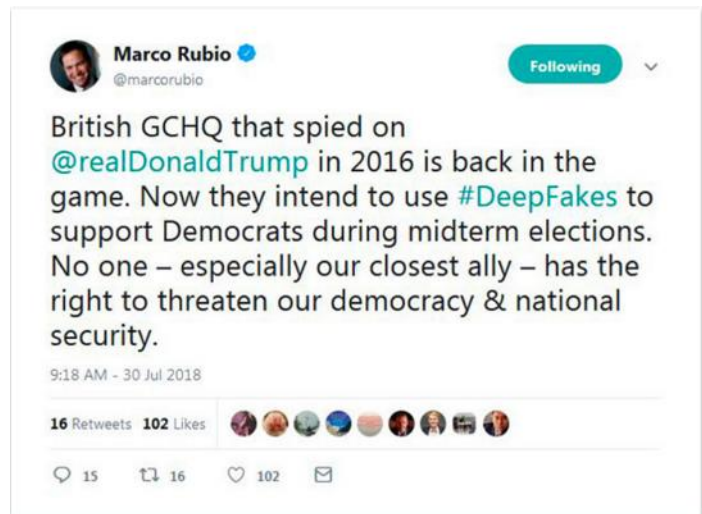 Marco Rubio
@marcorubio
Following
British GCHQ that spied on
@realDonaldTrump in 2016 is back in the
game. Now they intend to use #DeepFakes to
support Democrats during midterm elections.
No one – especially our closest ally – has the
right to threaten our democracy & national
security.
9:18 AM - 30 Jul 2018
16 Retweets 102 Likes
15 16 102